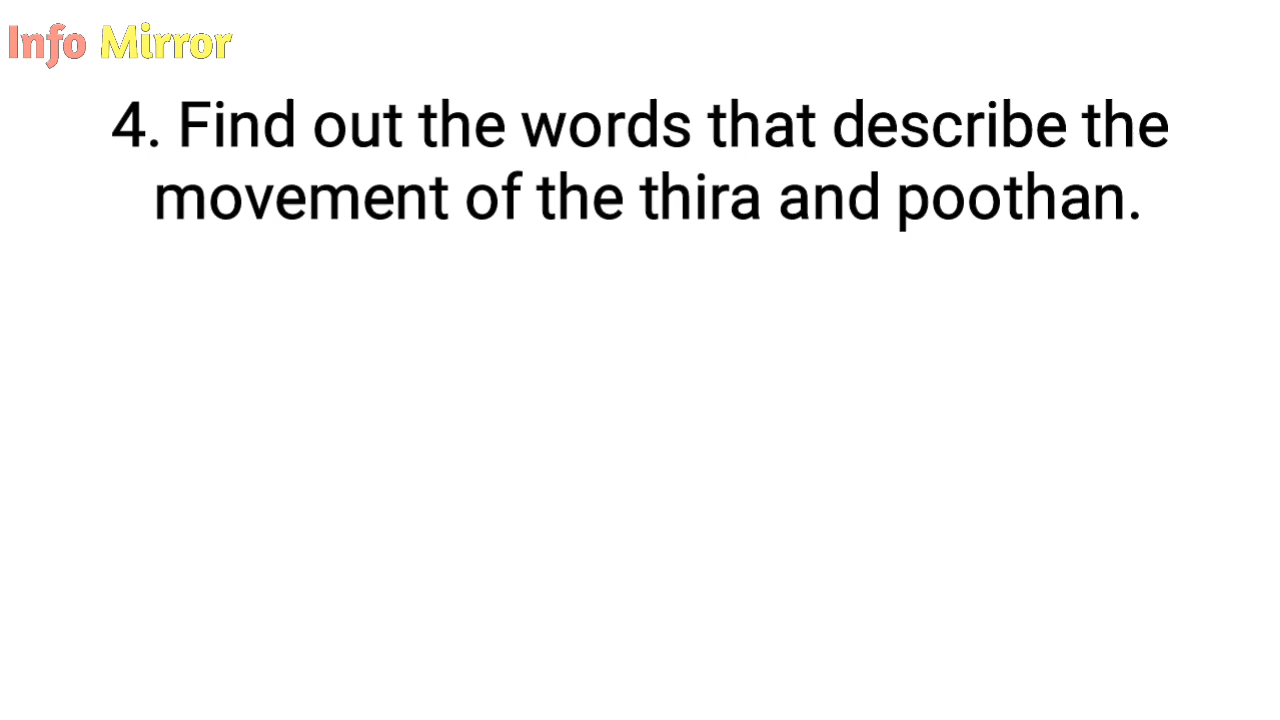 Info Mirror
4. Find out the words that describe the
movement of the thira and poothan.